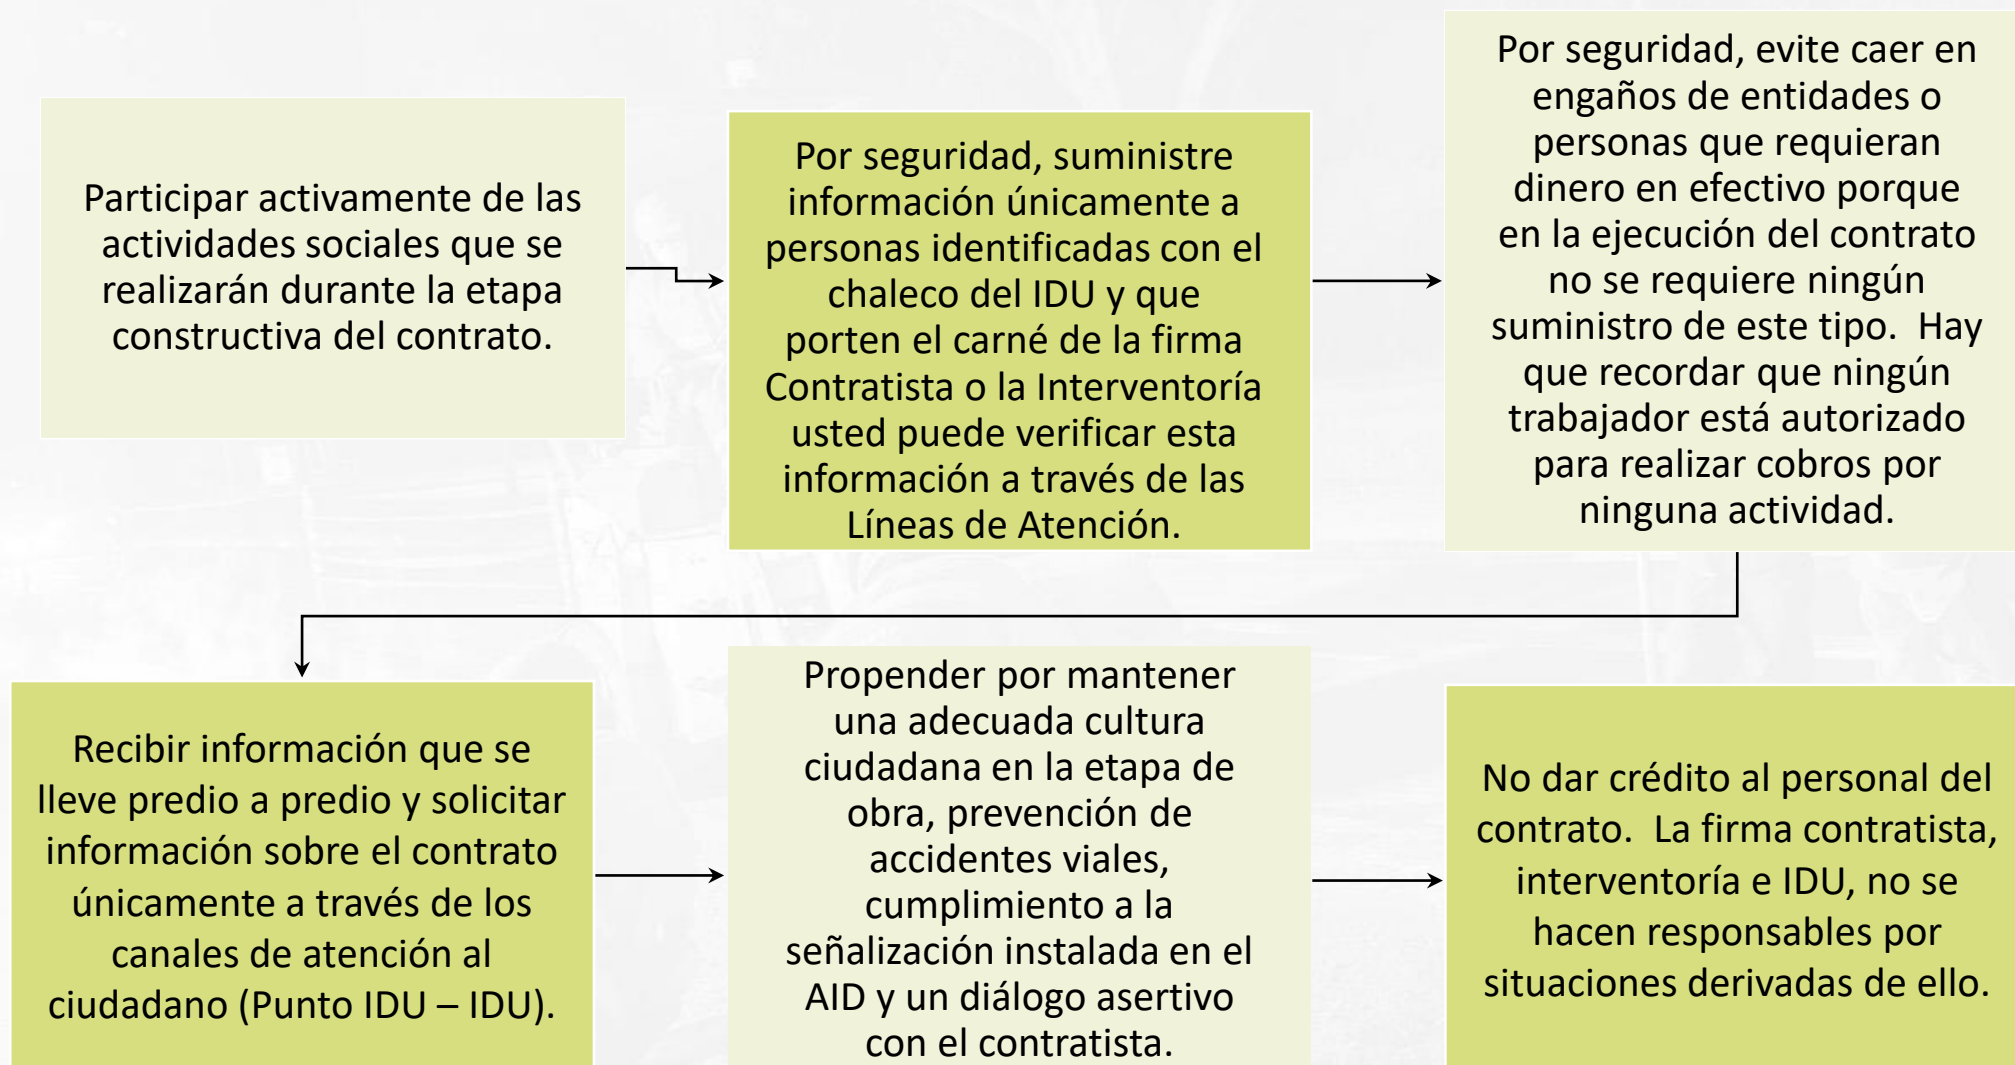 Participar activamente de las
actividades sociales que se
realizarán durante la etapa
constructiva del contrato.
Por seguridad, suministre
información únicamente a
personas identificadas con el
chaleco del IDU y que
porten el carné de la firma
Contratista o la Interventoría
usted puede verificar esta
información a través de las
Líneas de Atención.
Por seguridad, evite caer en
engaños de entidades o
personas que requieran
dinero en efectivo porque
en la ejecución del contrato
no se requiere ningún
suministro de este tipo.  Hay
que recordar que ningún
trabajador está autorizado
para realizar cobros por
ninguna actividad.
Recibir información que se
lleve predio a predio y solicitar
información sobre el contrato
únicamente a través de los
canales de atención al
ciudadano (Punto IDU – IDU).
Propender por mantener
una adecuada cultura
ciudadana en la etapa de
obra, prevención de
accidentes viales,
cumplimiento a la
señalización instalada en el
AID y un diálogo asertivo
con el contratista.
No dar crédito al personal del
contrato.  La firma contratista,
interventoría e IDU, no se
hacen responsables por
situaciones derivadas de ello.